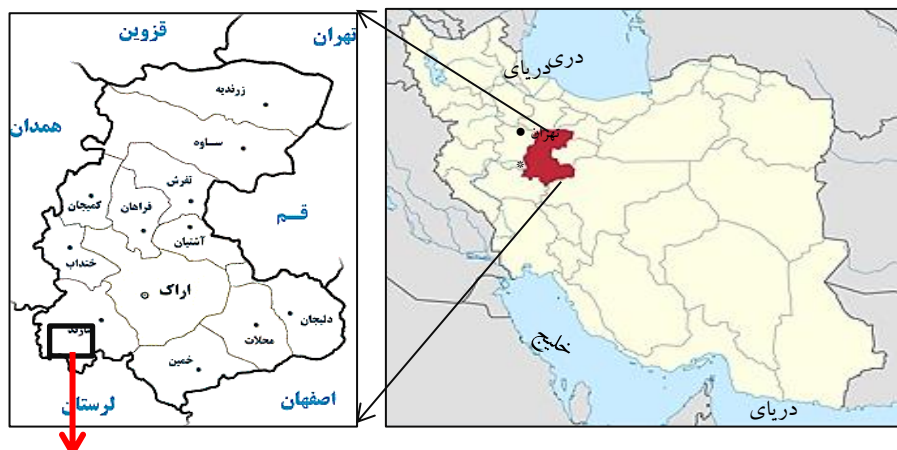 قزوین
تهران
زرندیه
همدان
ساوه
تفرش
کمیجان
فراهان
قم
آشتیان
خنداب
اراک
دلیجان
محلات
خمین
لرستان
اصفهان
دری
دریای
تهران
خلیج
دریای